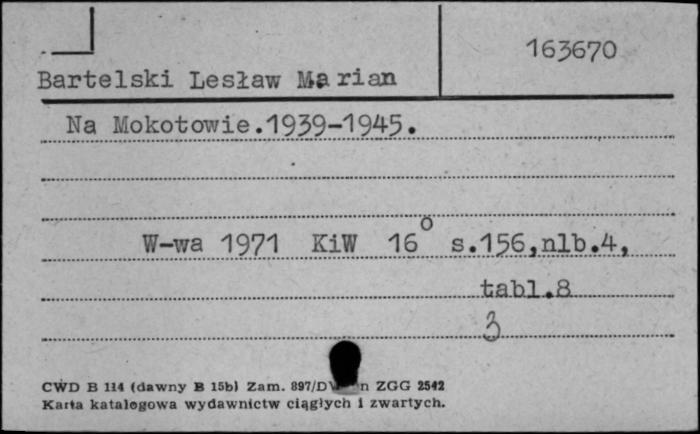 163670
Bartelski Lesław Marian
Na Mokotowie.1939-1945.
W-wa 1971 KiW 16° s.156,nlb.4,
tabl.8
3
CWD B 114 (dawny B 15b) Zam. 897/D n ZGG 2542
Karta katalogowa wydawnictw ciągłych i zwartych.